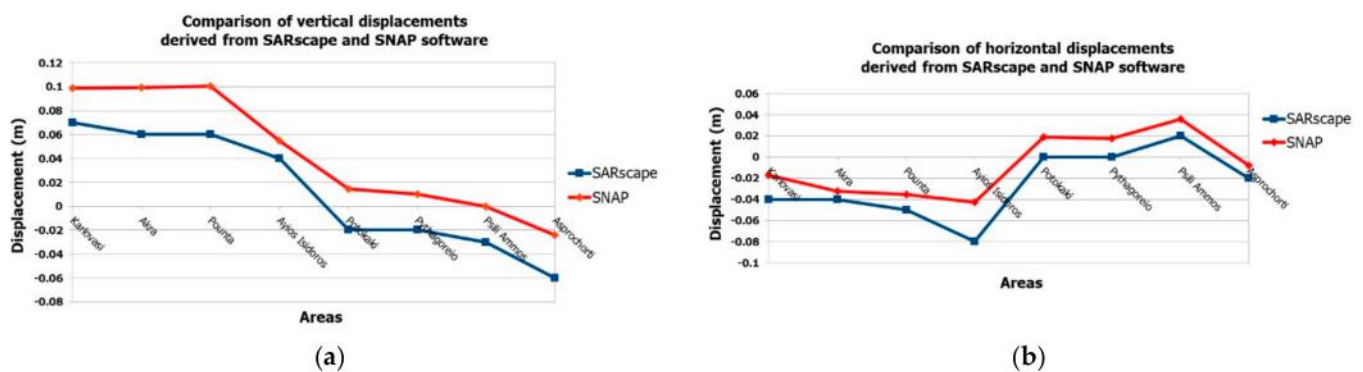 Comparison of vertical displacements
derived from SARscape and SNAP software
Displacement (m)
0.12
0.1
0.08
0.06
0.04
0.02
0
-0.02
-0.04
-0.06
-0.08
Karlovasi
Akra
Pounta
Ayios Isidoros
Potokaki
Pythagoreio
Psili Ammos
Asprochorti
Areas
SARscape
SNAP
(a)
Comparison of horizontal displacements
derived from SARscape and SNAP software
Displacement (m)
0.06
0.04
0.02
0
-0.02
-0.04
-0.06
-0.08
-0.1
Karlovasi
Akra
Pounta
Ayios Isidoros
Potokaki
Pythagoreio
Psili Ammos
Asprochorti
Areas
SARscape
SNAP
(b)